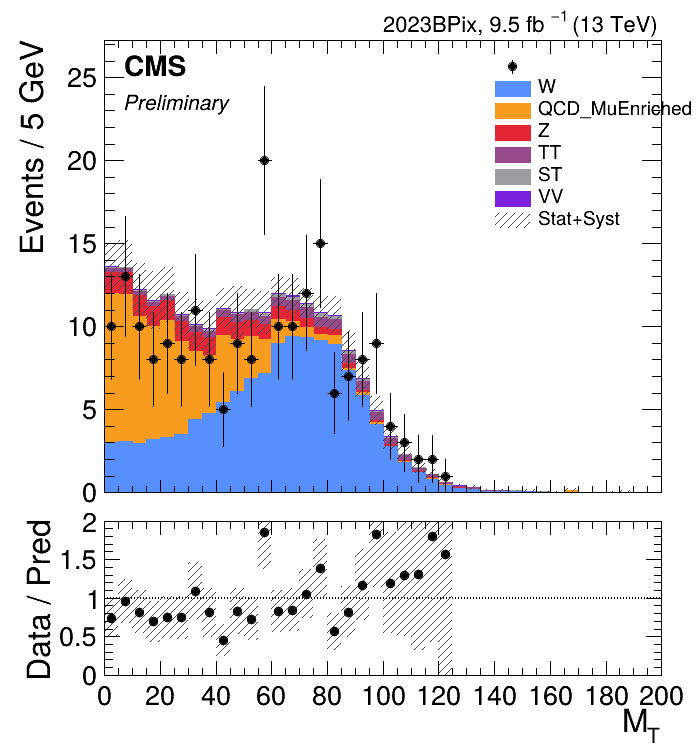 2023BPix, 9.5 fb⁻¹ (13 TeV)
CMS
Preliminary
W
QCD_MuEnriched
Z
TT
ST
VV
Stat+Syst
Events / 5 GeV
25
20
15
10
5
0
Data / Pred
2
1.5
1
0.5
0
0 20 40 60 80 100 120 140 160 180 200
M_T